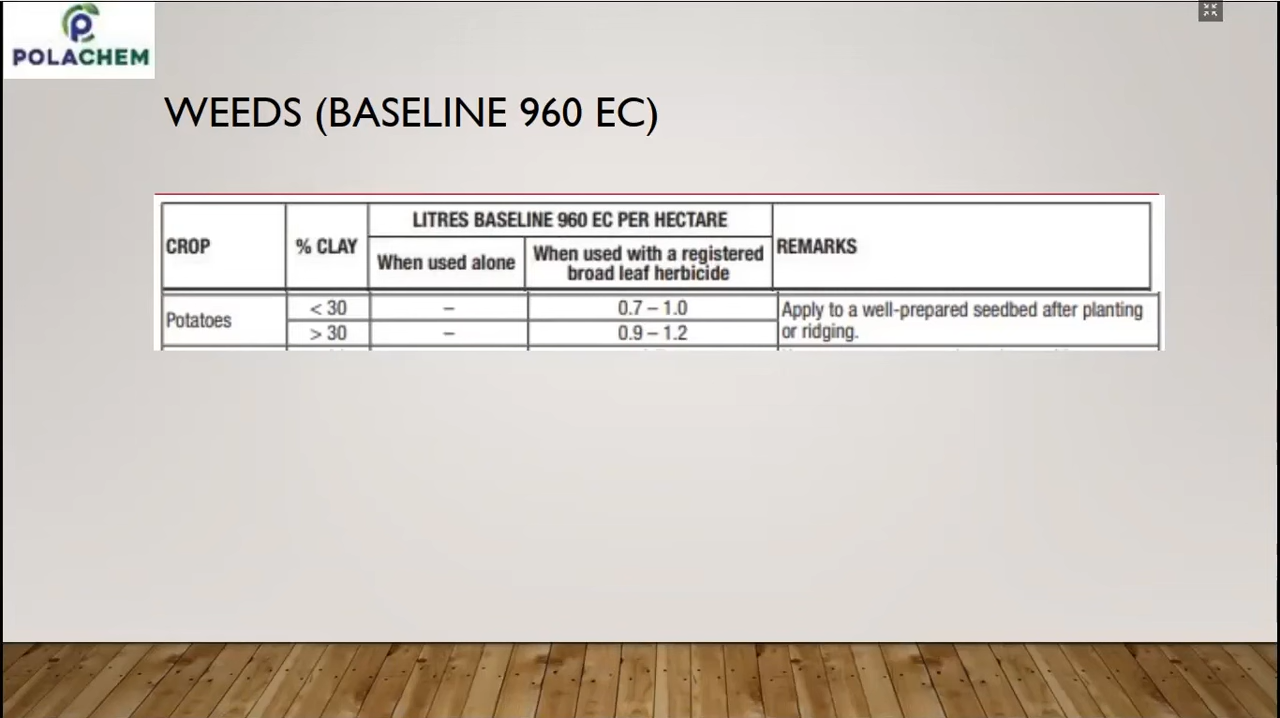 POLACHEM
WEEDS (BASELINE 960 EC)
CROP
% CLAY
LITRES BASELINE 960 EC PER HECTARE
When used alone
When used with a registered
broad leaf herbicide
REMARKS
Potatoes
< 30
–
0.7 – 1.0
> 30
–
0.9 – 1.2
Apply to a well-prepared seedbed after planting
or ridging.